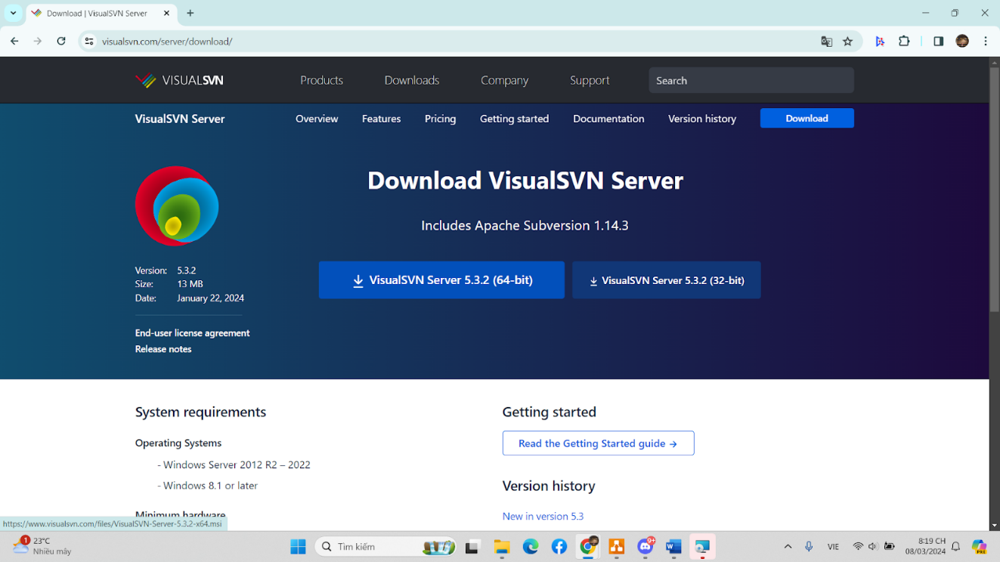 Download | VisualSVN Server
visualsvn.com/server/download/
VISUALSVN
Products
Downloads
Company
Support
Search
VisualSVN Server
Overview
Features
Pricing
Getting started
Documentation
Version history
Download
Download VisualSVN Server
Includes Apache Subversion 1.14.3
VisualSVN Server 5.3.2 (64-bit)
VisualSVN Server 5.3.2 (32-bit)
Version: 5.3.2
Size: 13 MB
Date: January 22, 2024
End-user license agreement
Release notes
System requirements
Operating Systems
- Windows Server 2012 R2 – 2022
- Windows 8.1 or later
Minimum hardware
Getting started
Read the Getting Started guide →
Version history
New in version 5.3
https://www.visualsvn.com/files/VisualSVN-Server-5.3.2-x64.msi
1
23°C
Nhiều mây
Tìm kiếm
9+
VIE
8:19 CH
08/03/2024
PRE